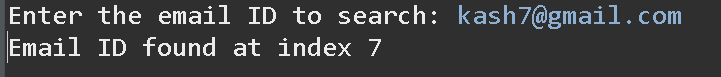 Enter the email ID to search: kash7@gmail.com
Email ID found at index 7